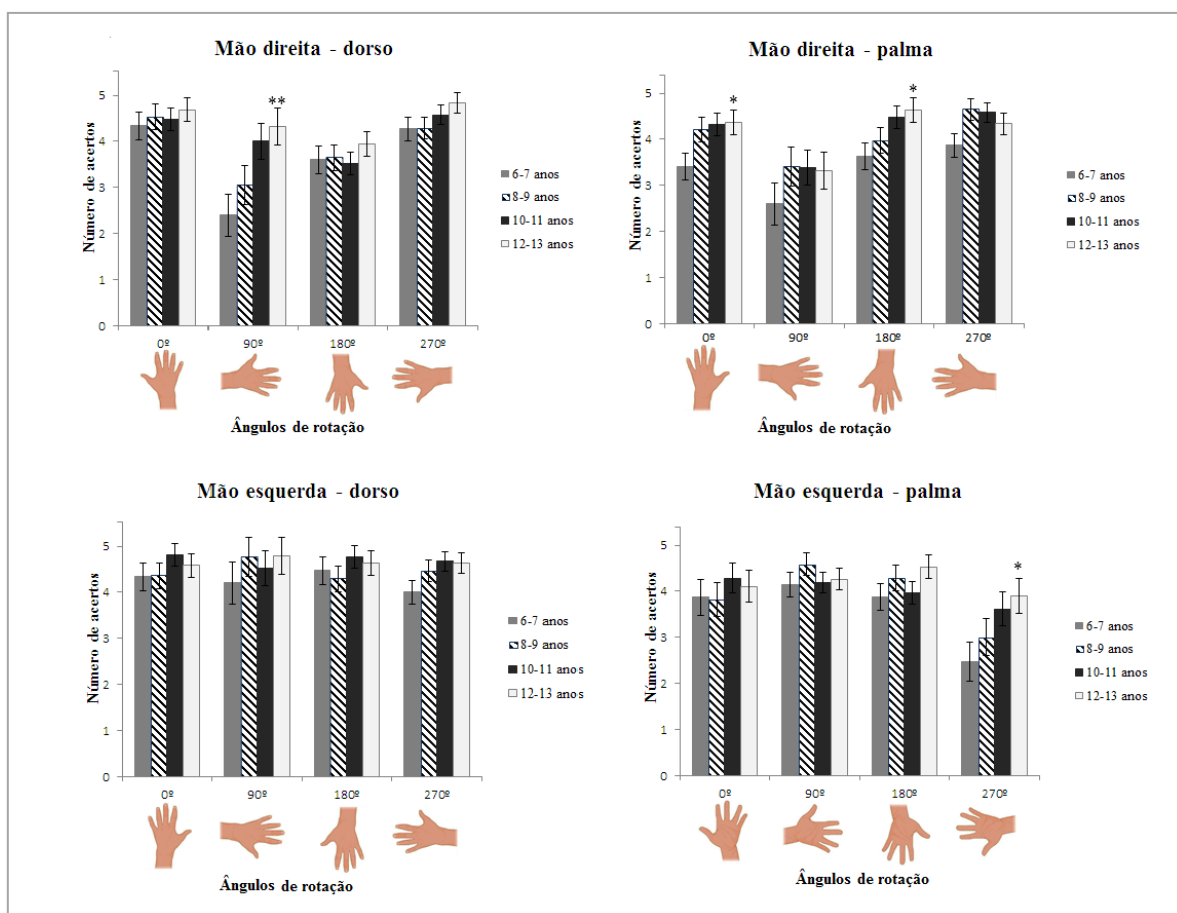 Mão direita - dorso
Número de acertos
5
4
3
2
1
0
**
0º 90º 180º 270º
Ângulos de rotação
6-7 anos
8-9 anos
10-11 anos
12-13 anos
Mão direita - palma
Número de acertos
5
4
3
2
1
0
* *
0º 90º 180º 270º
Ângulos de rotação
6-7 anos
8-9 anos
10-11 anos
12-13 anos
Mão esquerda - dorso
Número de acertos
5
4
3
2
1
0
0º 90º 180º 270º
Ângulos de rotação
6-7 anos
8-9 anos
10-11 anos
12-13 anos
Mão esquerda - palma
Número de acertos
5
4
3
2
1
0
*
0º 90º 180º 270º
Ângulos de rotação
6-7 anos
8-9 anos
10-11 anos
12-13 anos